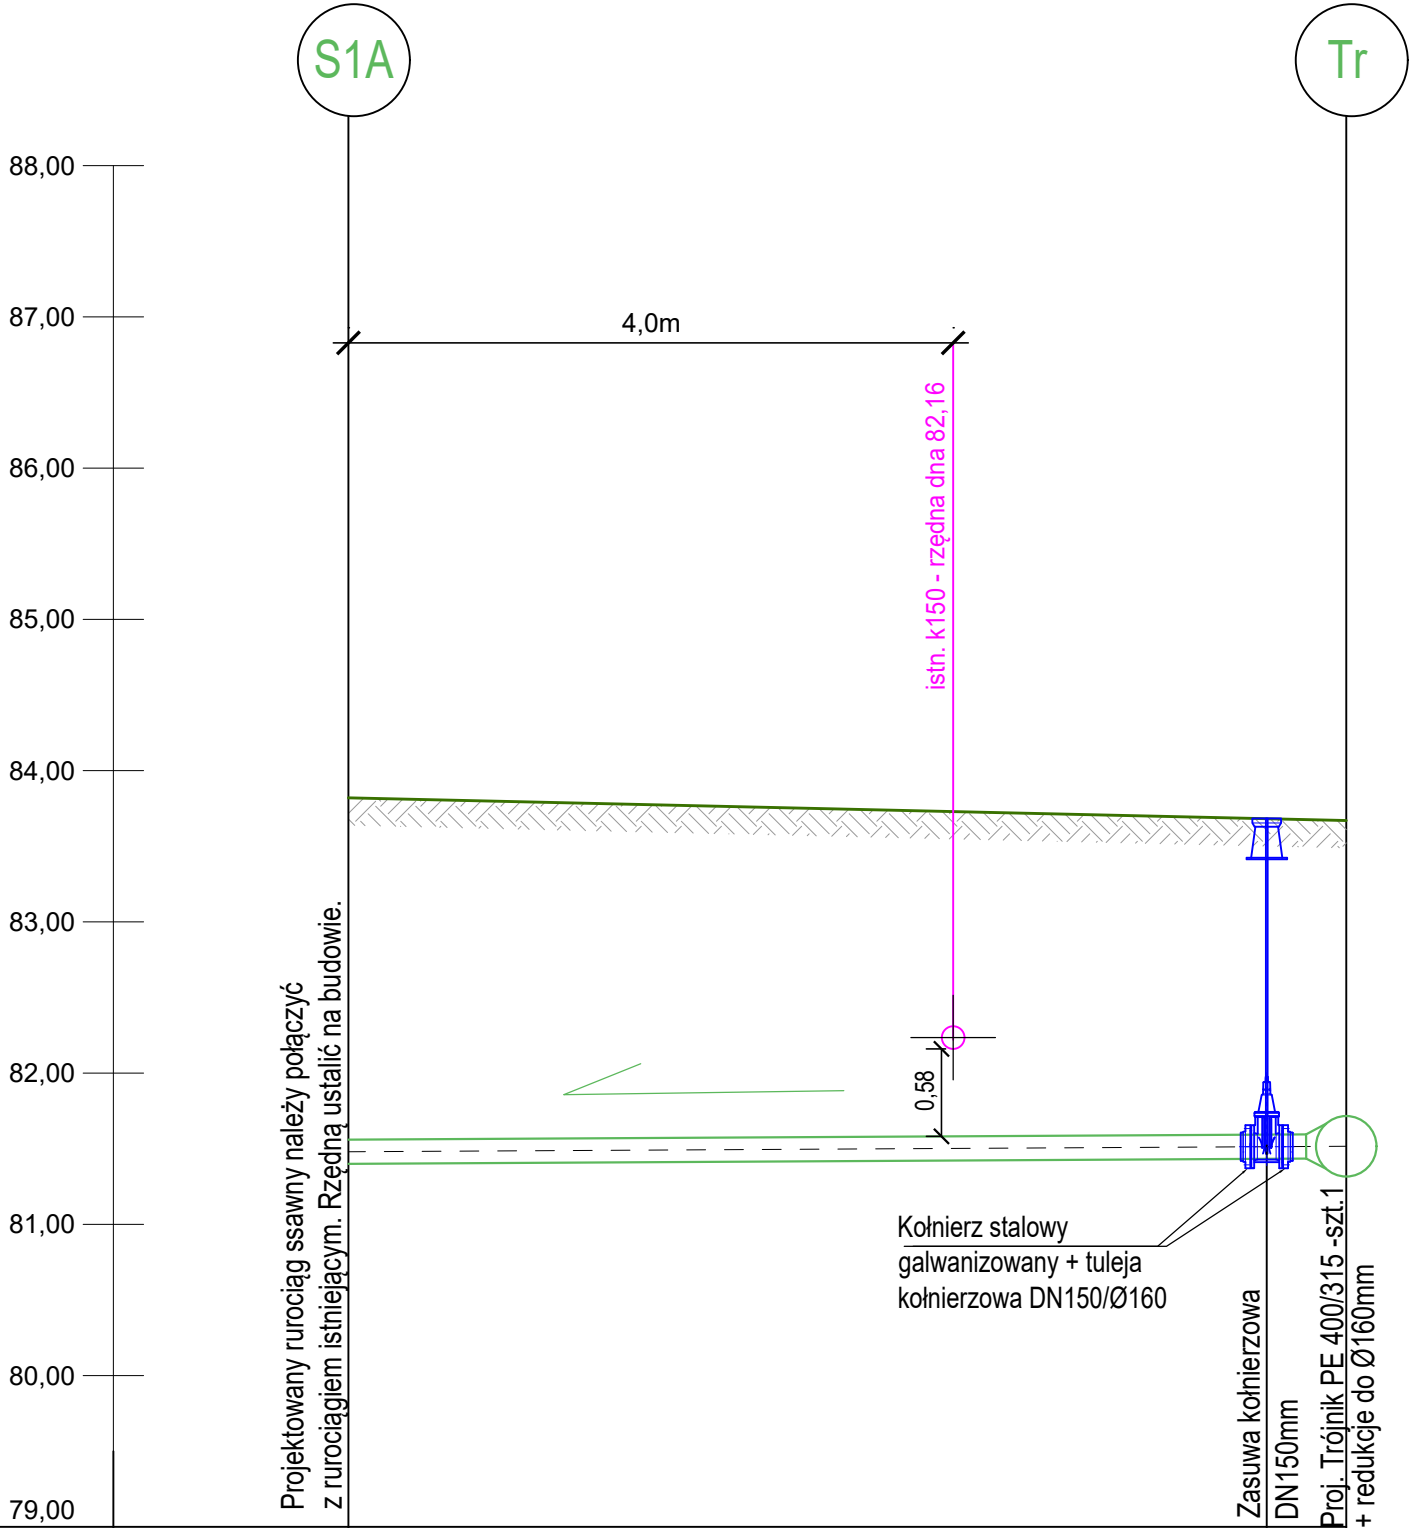 S1A
Tr
88,00
87,00
86,00
85,00
84,00
83,00
82,00
81,00
80,00
79,00
4,0m
istn. k150 - rzędna dna 82,16
0,58
Projektowany rurociąg ssawny należy połączyć
z rurociągiem istniejącym. Rzędną ustalić na budowie.
Kołnierz stalowy
galwanizowany + tuleja
kołnierzowa DN150/Ø160
Zasuwa kołnierzowa
DN150mm
Proj. Trójnik PE 400/315 -szt.1
+ redukcje do Ø160mm